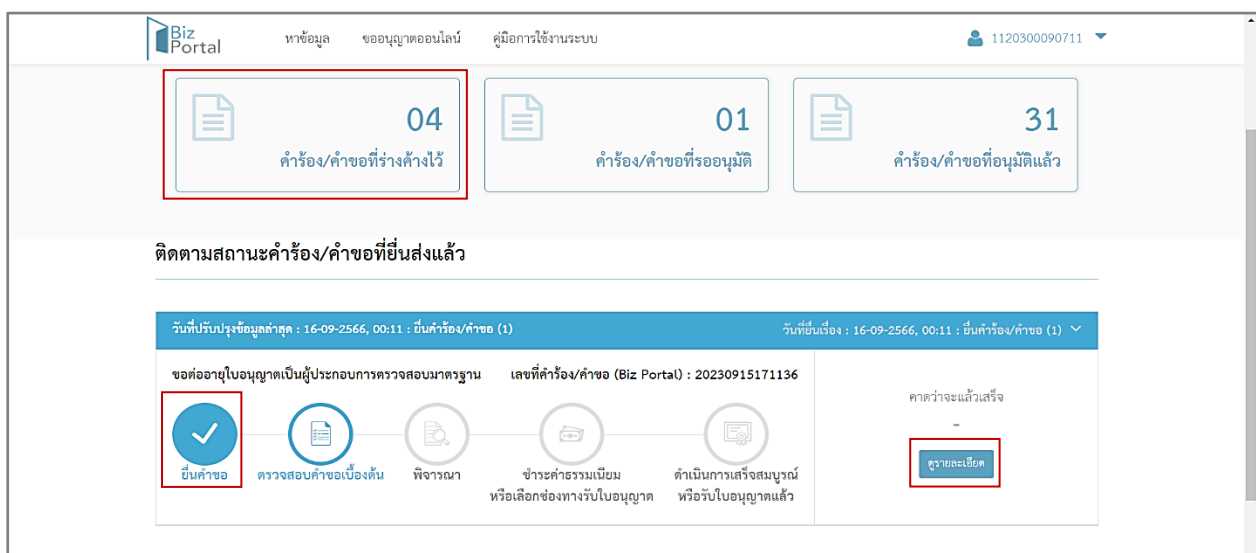 Biz
Portal
หาข้อมูล ขออนุญาตออนไลน์ คู่มือการใช้งานระบบ 1120300090711
04 01 31
คำร้อง/คำขอที่ร่างค้างไว้ คำร้อง/คำขอที่รออนุมัติ คำร้อง/คำขอที่อนุมัติแล้ว
ติดตามสถานะคำร้อง/คำขอที่ยื่นส่งแล้ว
วันที่ปรับปรุงข้อมูลล่าสุด : 16-09-2566, 00:11 : ยื่นคำร้อง/คำขอ (1) วันที่ยื่นเรื่อง : 16-09-2566, 00:11 : ยื่นคำร้อง/คำขอ (1)
ขอต่ออายุใบอนุญาตเป็นผู้ประกอบการตรวจสอบมาตรฐาน เลขที่คำร้อง/คำขอ (Biz Portal) : 20230915171136
คาดว่าจะแล้วเสร็จ
-
ดูรายละเอียด
ยื่นคำขอ ตรวจสอบคำขอเบื้องต้น พิจารณา ชำระค่าธรรมเนียม ดำเนินการเสร็จสมบูรณ์
หรือเลือกช่องทางรับใบอนุญาต หรือรับใบอนุญาตแล้ว